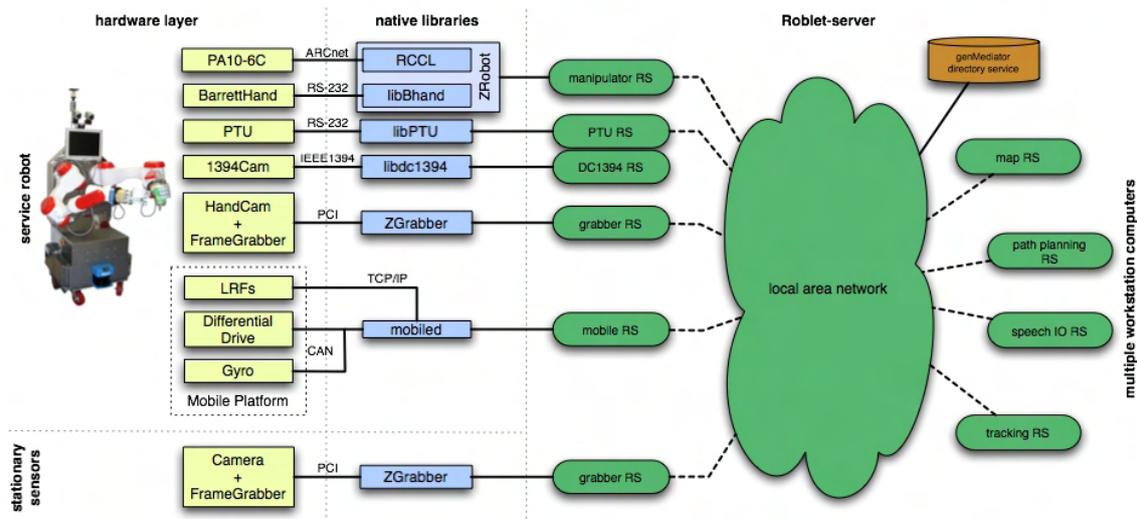 hardware layer
native libraries
Roblet-server
service robot
PA10-6C
ARCnet
RCCL
ZRobot
manipulator RS
genMediator
directory service
BarrettHand
RS-232
libBhand
PTU
RS-232
libPTU
PTU RS
1394Cam
IEEE1394
libdc1394
DC1394 RS
map RS
HandCam
+
FrameGrabber
PCI
ZGrabber
grabber RS
path planning
RS
LRFs
TCP/IP
local area network
Differential
Drive
mobiled
mobile RS
speech IO RS
CAN
Gyro
Mobile Platform
multiple workstation computers
tracking RS
stationary
sensors
Camera
+
FrameGrabber
PCI
ZGrabber
grabber RS